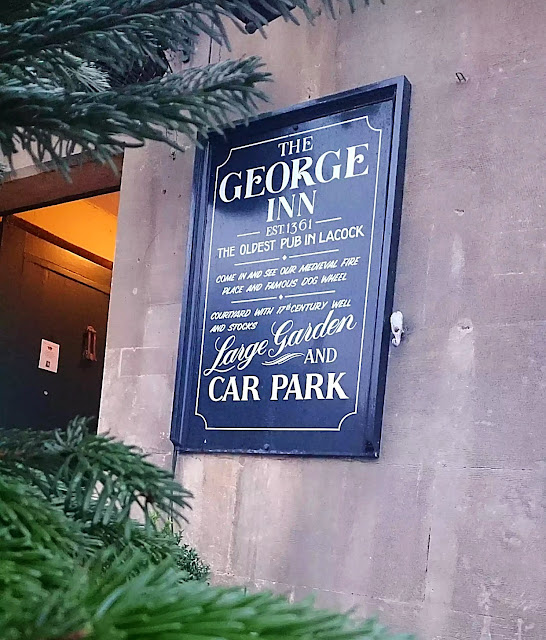 THE
GEORGE
INN
EST. 1361
THE OLDEST PUB IN LACOCK
COME IN AND SEE OUR MEDIEVAL FIRE
PLACE AND FAMOUS DOG WHEEL
COURTYARD WITH 17TH CENTURY WELL
AND STOCKS
Large Garden
AND
CAR PARK